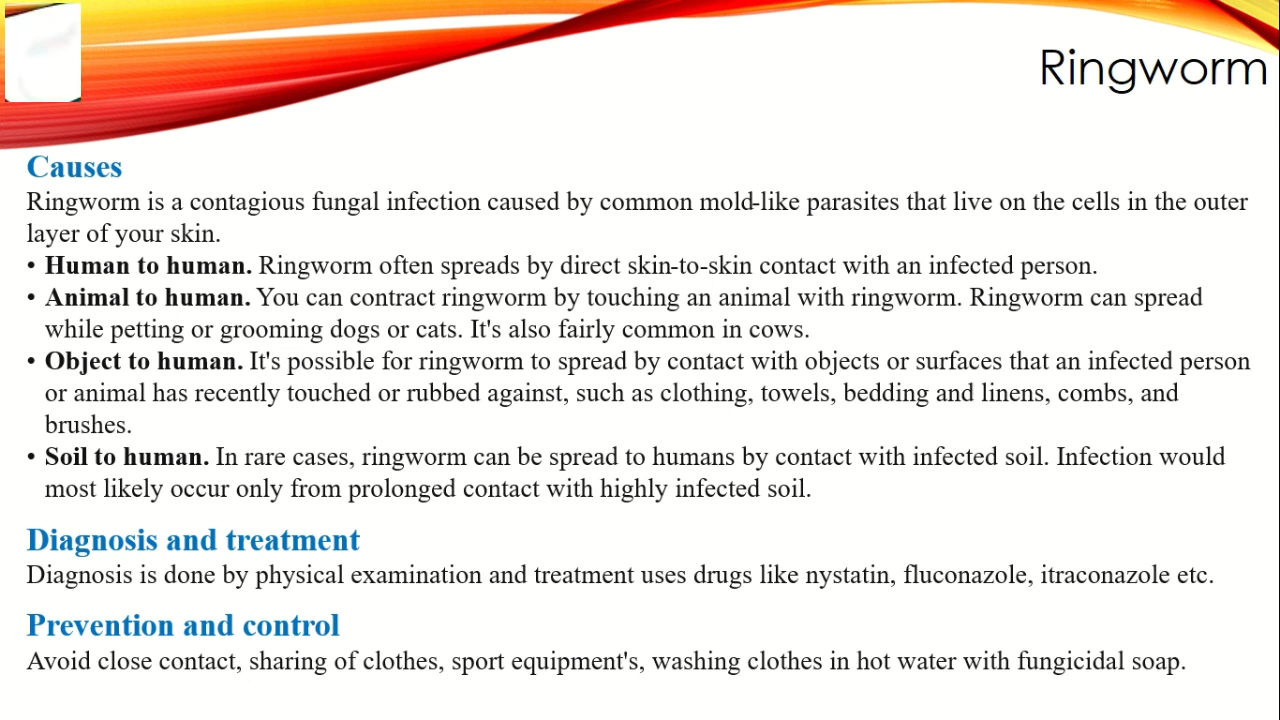 Ringworm
Causes
Ringworm is a contagious fungal infection caused by common mold-like parasites that live on the cells in the outer
layer of your skin.
• Human to human. Ringworm often spreads by direct skin-to-skin contact with an infected person.
• Animal to human. You can contract ringworm by touching an animal with ringworm. Ringworm can spread
while petting or grooming dogs or cats. It's also fairly common in cows.
• Object to human. It's possible for ringworm to spread by contact with objects or surfaces that an infected person
or animal has recently touched or rubbed against, such as clothing, towels, bedding and linens, combs, and
brushes.
• Soil to human. In rare cases, ringworm can be spread to humans by contact with infected soil. Infection would
most likely occur only from prolonged contact with highly infected soil.
Diagnosis and treatment
Diagnosis is done by physical examination and treatment uses drugs like nystatin, fluconazole, itraconazole etc.
Prevention and control
Avoid close contact, sharing of clothes, sport equipment's, washing clothes in hot water with fungicidal soap.